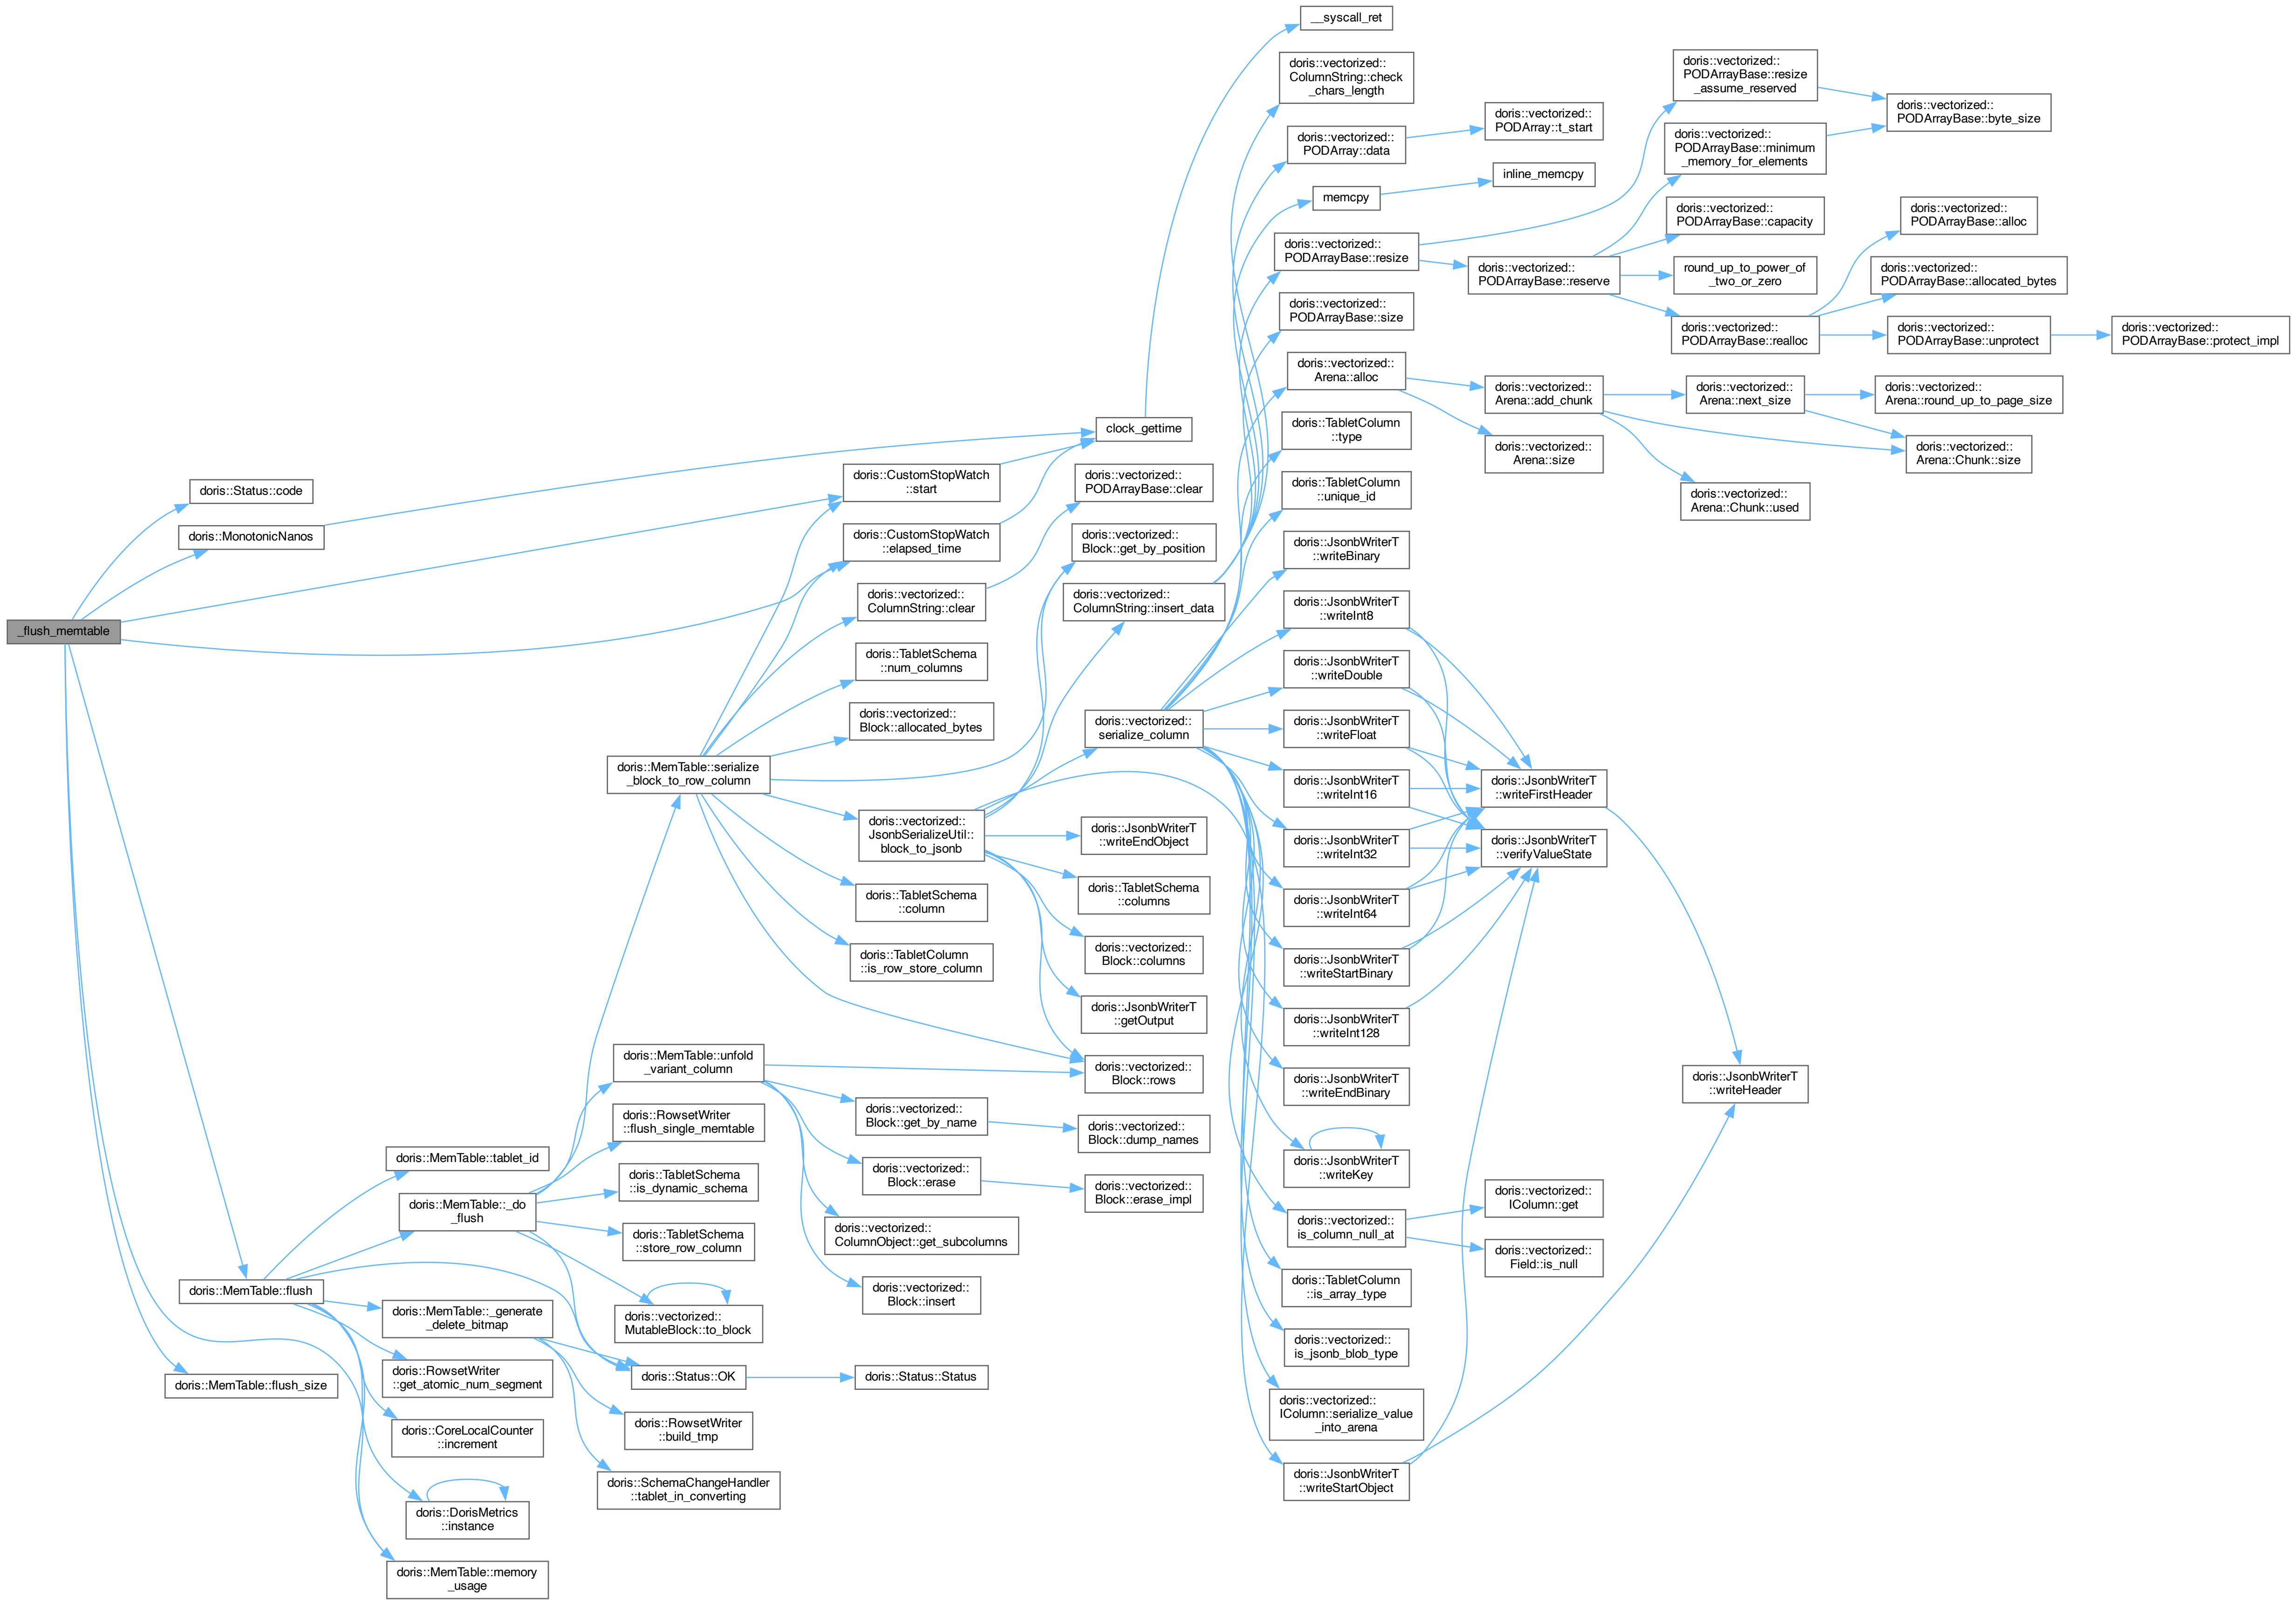 _flush_memtable
doris::Status::code
doris::MonotonicNanos
doris::MemTable::flush
doris::MemTable::flush_size
doris::MemTable::tablet_id
doris::MemTable::_do
_flush
doris::MemTable::_generate
_delete_bitmap
doris::RowsetWriter
::get_atomic_num_segment
doris::CoreLocalCounter
::increment
doris::DorisMetrics
::instance
doris::MemTable::memory
_usage
doris::MemTable::serialize
_block_to_row_column
doris::MemTable::unfold
_variant_column
doris::RowsetWriter
::flush_single_memtable
doris::TabletSchema
::is_dynamic_schema
doris::TabletSchema
::store_row_column
doris::vectorized::
MutableBlock::to_block
doris::Status::OK
doris::RowsetWriter
::build_tmp
doris::SchemaChangeHandler
::tablet_in_converting
doris::CustomStopWatch
::start
doris::CustomStopWatch
::elapsed_time
doris::vectorized::
ColumnString::clear
doris::TabletSchema
::num_columns
doris::vectorized::
Block::allocated_bytes
doris::vectorized::
JsonbSerializeUtil::
block_to_jsonb
doris::TabletSchema
::column
doris::TabletColumn
::is_row_store_column
doris::vectorized::
Block::get_by_name
doris::vectorized::
Block::erase
doris::vectorized::
ColumnObject::get_subcolumns
doris::vectorized::
Block::insert
doris::Status::Status
clock_gettime
doris::vectorized::
PODArrayBase::clear
doris::vectorized::
Block::get_by_position
doris::vectorized::
ColumnString::insert_data
doris::vectorized::
serialize_column
doris::JsonbWriterT
::writeEndObject
doris::TabletSchema
::columns
doris::vectorized::
Block::columns
doris::JsonbWriterT
::getOutput
doris::vectorized::
Block::rows
doris::vectorized::
Block::dump_names
doris::vectorized::
Block::erase_impl
__syscall_ret
doris::vectorized::
ColumnString::check
_chars_length
doris::vectorized::
PODArray::data
memcpy
doris::vectorized::
PODArrayBase::resize
doris::vectorized::
PODArrayBase::size
doris::vectorized::
Arena::alloc
doris::TabletColumn
::type
doris::TabletColumn
::unique_id
doris::JsonbWriterT
::writeBinary
doris::JsonbWriterT
::writeInt8
doris::JsonbWriterT
::writeDouble
doris::JsonbWriterT
::writeFloat
doris::JsonbWriterT
::writeInt16
doris::JsonbWriterT
::writeInt32
doris::JsonbWriterT
::writeInt64
doris::JsonbWriterT
::writeStartBinary
doris::JsonbWriterT
::writeInt128
doris::JsonbWriterT
::writeEndBinary
doris::JsonbWriterT
::writeKey
doris::vectorized::
is_column_null_at
doris::TabletColumn
::is_array_type
doris::vectorized::
is_jsonb_blob_type
doris::vectorized::
IColumn::serialize_value
_into_arena
doris::JsonbWriterT
::writeStartObject
doris::vectorized::
PODArray::t_start
inline_memcpy
doris::vectorized::
PODArrayBase::reserve
doris::vectorized::
Arena::add_chunk
doris::vectorized::
Arena::size
doris::JsonbWriterT
::writeFirstHeader
doris::JsonbWriterT
::verifyValueState
doris::vectorized::
IColumn::get
doris::vectorized::
Field::is_null
doris::vectorized::
PODArrayBase::resize
_assume_reserved
doris::vectorized::
PODArrayBase::minimum
_memory_for_elements
doris::vectorized::
PODArrayBase::capacity
round_up_to_power_of
_two_or_zero
doris::vectorized::
PODArrayBase::realloc
doris::vectorized::
Arena::next_size
doris::vectorized::
Arena::Chunk::used
doris::JsonbWriterT
::writeHeader
doris::vectorized::
PODArrayBase::byte_size
doris::vectorized::
PODArrayBase::alloc
doris::vectorized::
PODArrayBase::allocated_bytes
doris::vectorized::
PODArrayBase::unprotect
doris::vectorized::
Arena::round_up_to_page_size
doris::vectorized::
Arena::Chunk::size
doris::vectorized::
PODArrayBase::protect_impl